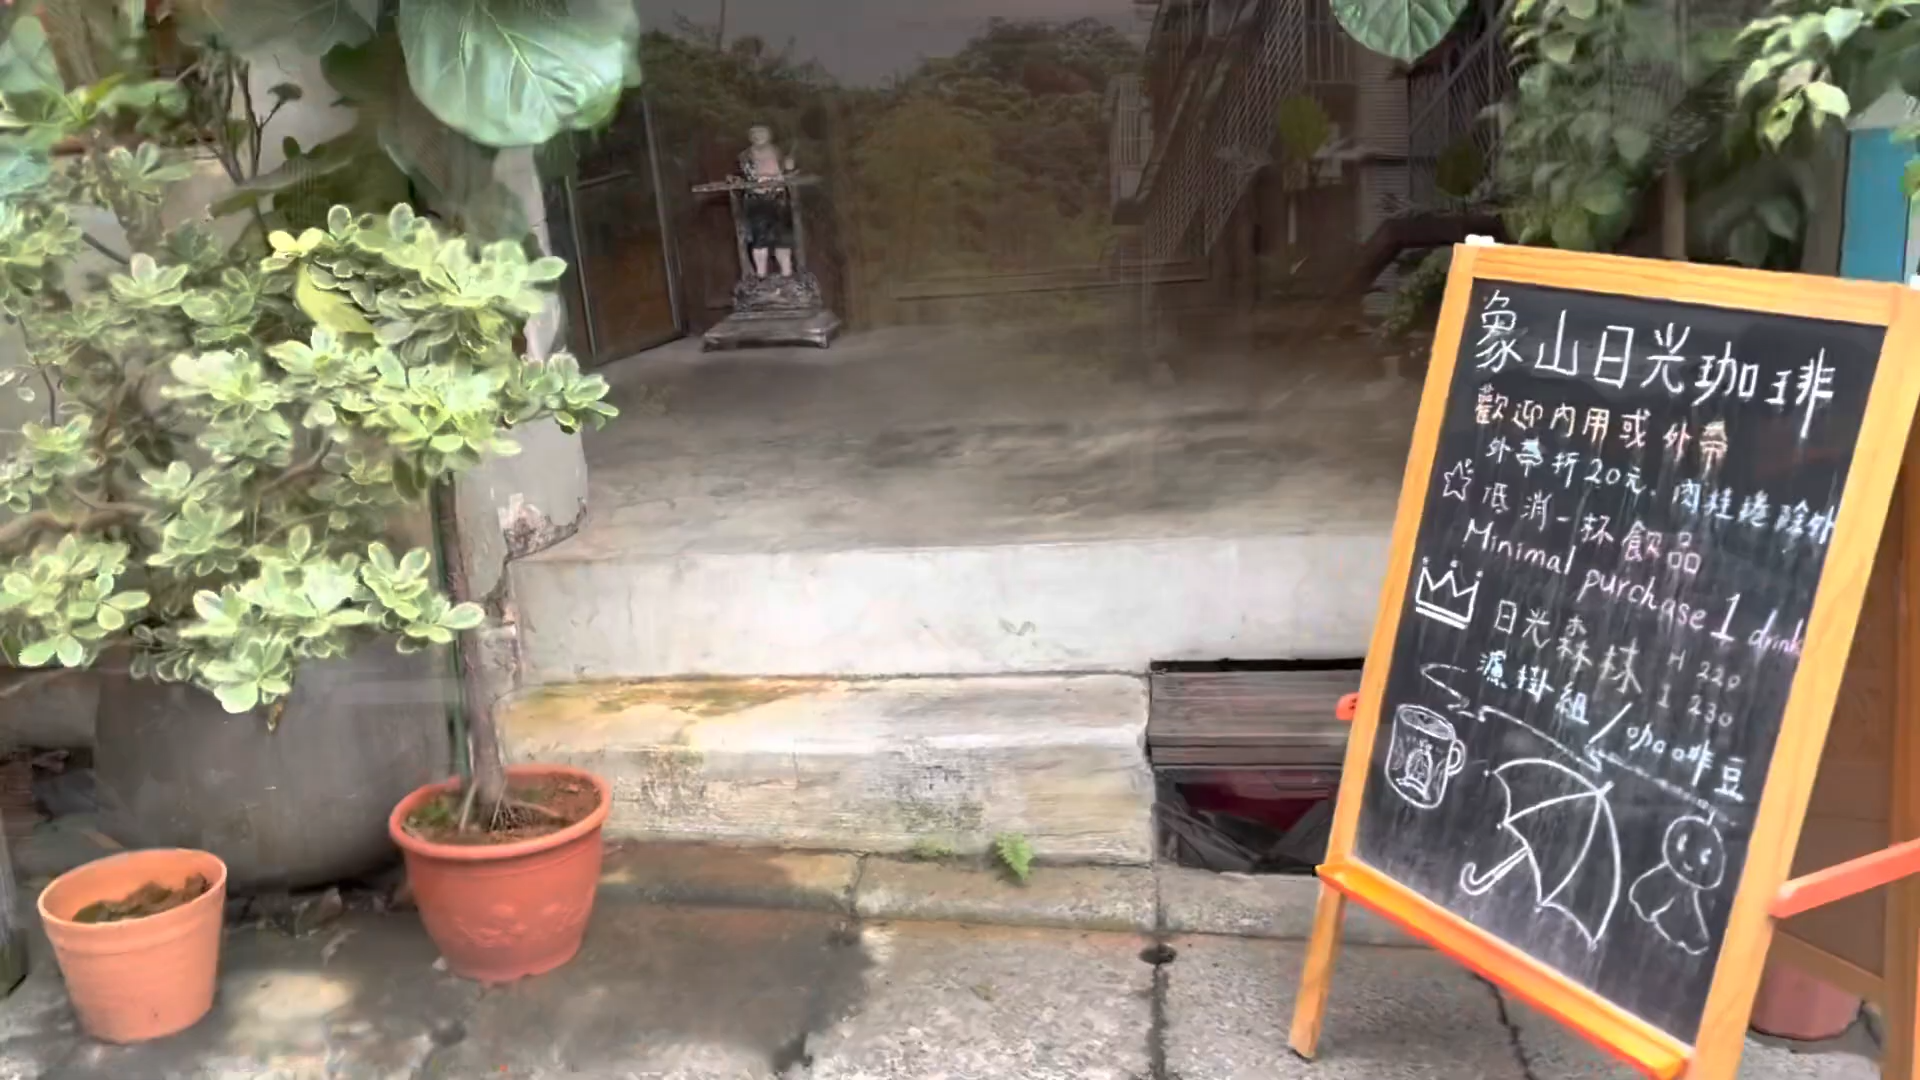 象山日光珈琲
歡迎內用或外帶
外帶折20元.肉桂捲除外
低消一杯飲品
Minimal purchase 1 drink
日光森林 H 220
I 230
濾掛組/咖啡豆